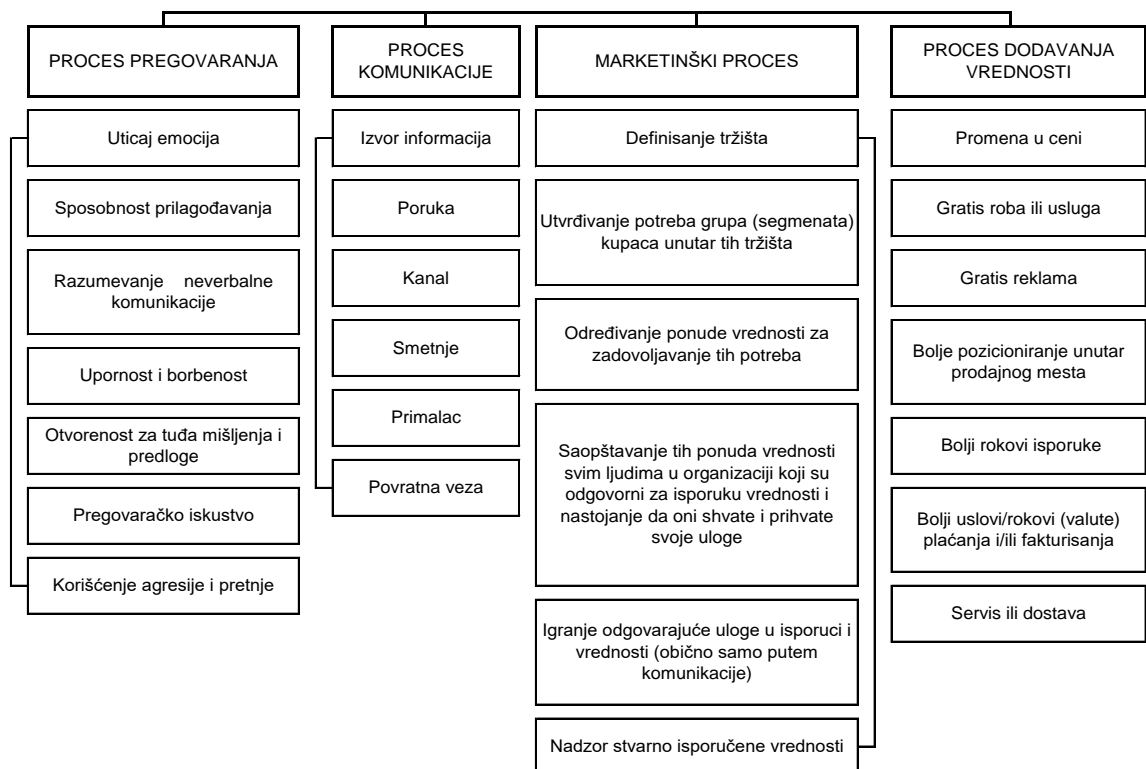 PROCES PREGOVARANJA
Uticaj emocija
Sposobnost prilagođavanja
Razumevanje neverbalne
komunikacije
Upornost i borbenost
Otvorenost za tuđa mišljenja i
predloge
Pregovaračko iskustvo
Korišćenje agresije i pretnje
PROCES
KOMUNIKACIJE
Izvor informacija
Poruka
Kanal
Smetnje
Primalac
Povratna veza
MARKETINŠKI PROCES
Definisanje tržišta
Utvrđivanje potreba grupa (segmenata)
kupaca unutar tih tržišta
Određivanje ponude vrednosti za
zadovoljavanje tih potreba
Saopštavanje tih ponuda vrednosti
svim ljudima u organizaciji koji su
odgovorni za isporuku vrednosti i
nastojanje da oni shvate i prihvate
svoje uloge
Igranje odgovarajuće uloge u isporuci i
vrednosti (obično samo putem
komunikacije)
Nadzor stvarno isporučene vrednosti
PROCES DODAVANJA
VREDNOSTI
Promena u ceni
Gratis roba ili usluga
Gratis reklama
Bolje pozicioniranje unutar
prodajnog mesta
Bolji rokovi isporuke
Bolji uslovi/rokovi (valute)
plaćanja i/ili fakturisanja
Servis ili dostava